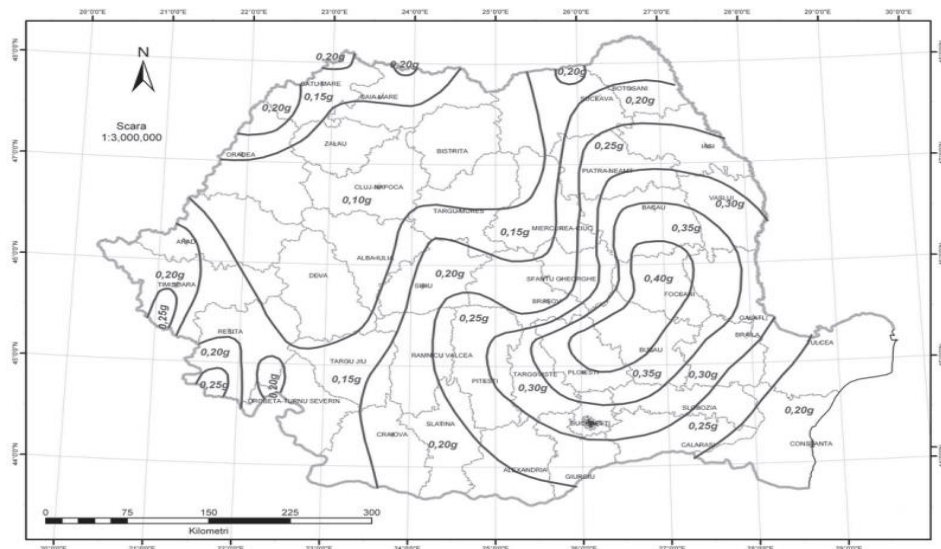 20°0'0"E 21°0'0"E 22°0'0"E 23°0'0"E 24°0'0"E 25°0'0"E 26°0'0"E 27°0'0"E 28°0'0"E 29°0'0"E 30°0'0"E
N
Scara
1:3,000,000
0,20g
0,20g
0,20g
SATU-MARE
0,15g
BAIA-MARE
0,20g
BOTOSANI
SUCEAVA
0,20g
ORADEA
ZALAU
BISTRITA
0,25g
IASI
PIATRA-NEAMT
CLUJ-NAPOCA
0,10g
TARGU-MURES
BACAU
VASLUI
0,30g
0,15g
MIERCUREA-CIUC
0,35g
ARAD
ALBA-IULIA
0,20g
TIMISOARA
DEVA
0,20g
SIBIU
SFANTU GHEORGHE
0,40g
FOCSANI
BRASOV
0,25g
0,25g
GALATI
BRAILA
TULCEA
RESITA
0,20g
TARGU JIU
RAMNICU VALCEA
BUZAU
0,25g
0,20g
0,15g
PITESTI
TARGOVISTE
PLOIESTI
0,35g
0,30g
0,30g
DROBETA-TURNU SEVERIN
SLOBOZIA
0,20g
CRAIOVA
SLATINA
BUCURESTI
0,25g
0,20g
CALARASI
CONSTANTA
ALEXANDRIA
GIURGIU
0 75 150 225 300
Kilometri